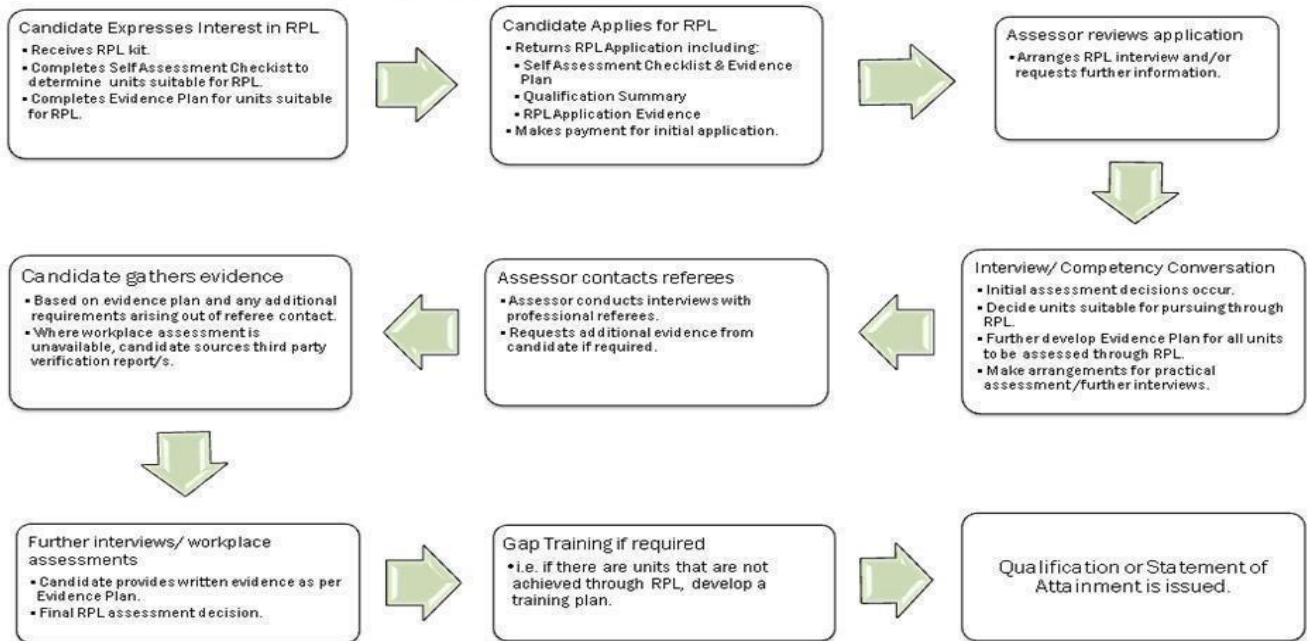 Candidate Expresses Interest in RPL
▪ Receives RPL kit.
▪ Completes Self Assessment Checkist to
determine units suitable for RPL.
▪ Completes Evidence Plan for units suitable
for RPL.
Candidate Applies for RPL
▪ Returns RPL Application including:
▪ Self Assessment Checklist & Evidence
Plan
▪ Qualification Summary
▪ RPL Application Evidence
▪ Makes payment for initial application.
Assessor reviews application
▪ Arranges RPL interview and/or
requests further information.
Interview/ Competency Conversation
▪ Initial assessment decisions occur.
▪ Decide units suitable for pursuing through
RPL.
▪ Further develop Evidence Plan for all units
to be assessed through RPL.
▪ Make arrangements for practical
assessment/further interviews.
Assessor contacts referees
▪ Assessor conducts interviews with
professional referees.
▪ Requests additional evidence from
candidate if required.
Candidate gathers evidence
▪ Based on evidence plan and any additional
requirements arising out of referee contact.
▪ Where workplace assessment is
unavailable, candidate sources third party
verification report/s.
Further interviews/ workplace
assessments
▪ Candidate provides written evidence as per
Evidence Plan.
▪ Final RPL assessment decision.
Gap Training if required
▪ i.e. if there are units that are not
achieved through RPL, develop a
training plan.
Qualification or Statement of
Attainment is issued.